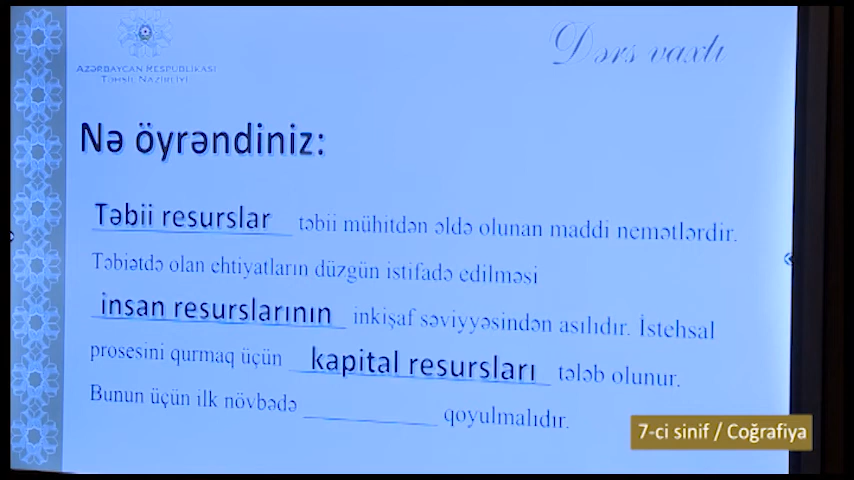 AZƏRBAYCAN RESPUBLİKASI
TƏHSİL NAZİRLİYİ
Dərs vaxtı
Nə öyrəndiniz:
Təbii resurslar təbii mühitdən əldə olunan maddi nemətlərdir.
Təbiətdə olan ehtiyatların düzgün istifadə edilməsi
insan resurslarının inkişaf səviyyəsindən asılıdır. İstehsal
prosesini qurmaq üçün kapital resursları tələb olunur.
Bunun üçün ilk növbədə ____________ qoyulmalıdır.
7-ci sinif / Coğrafiya